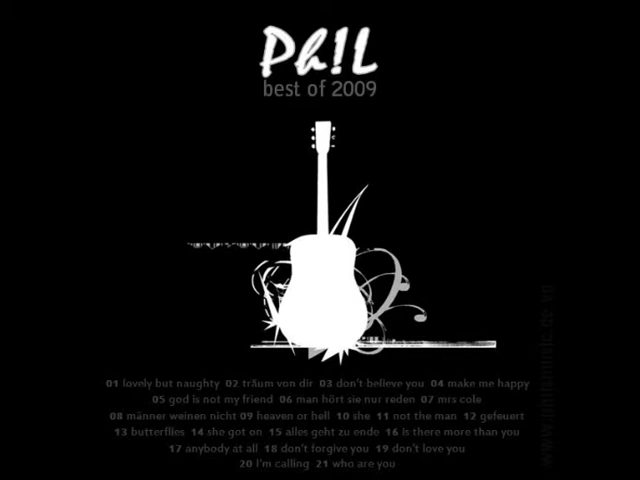 Ph!L
best of 2009
01 lovely but naughty 02 träum von dir 03 don't believe you 04 make me happy
05 god is not my friend 06 man hört sie nur reden 07 mrs cole
08 männer weinen nicht 09 heaven or hell 10 she 11 not the man 12 gefeuert
13 butterflies 14 she got on 15 alles geht zu ende 16 is there more than you
17 anybody at all 18 don't forgive you 19 don't love you
20 I'm calling 21 who are you